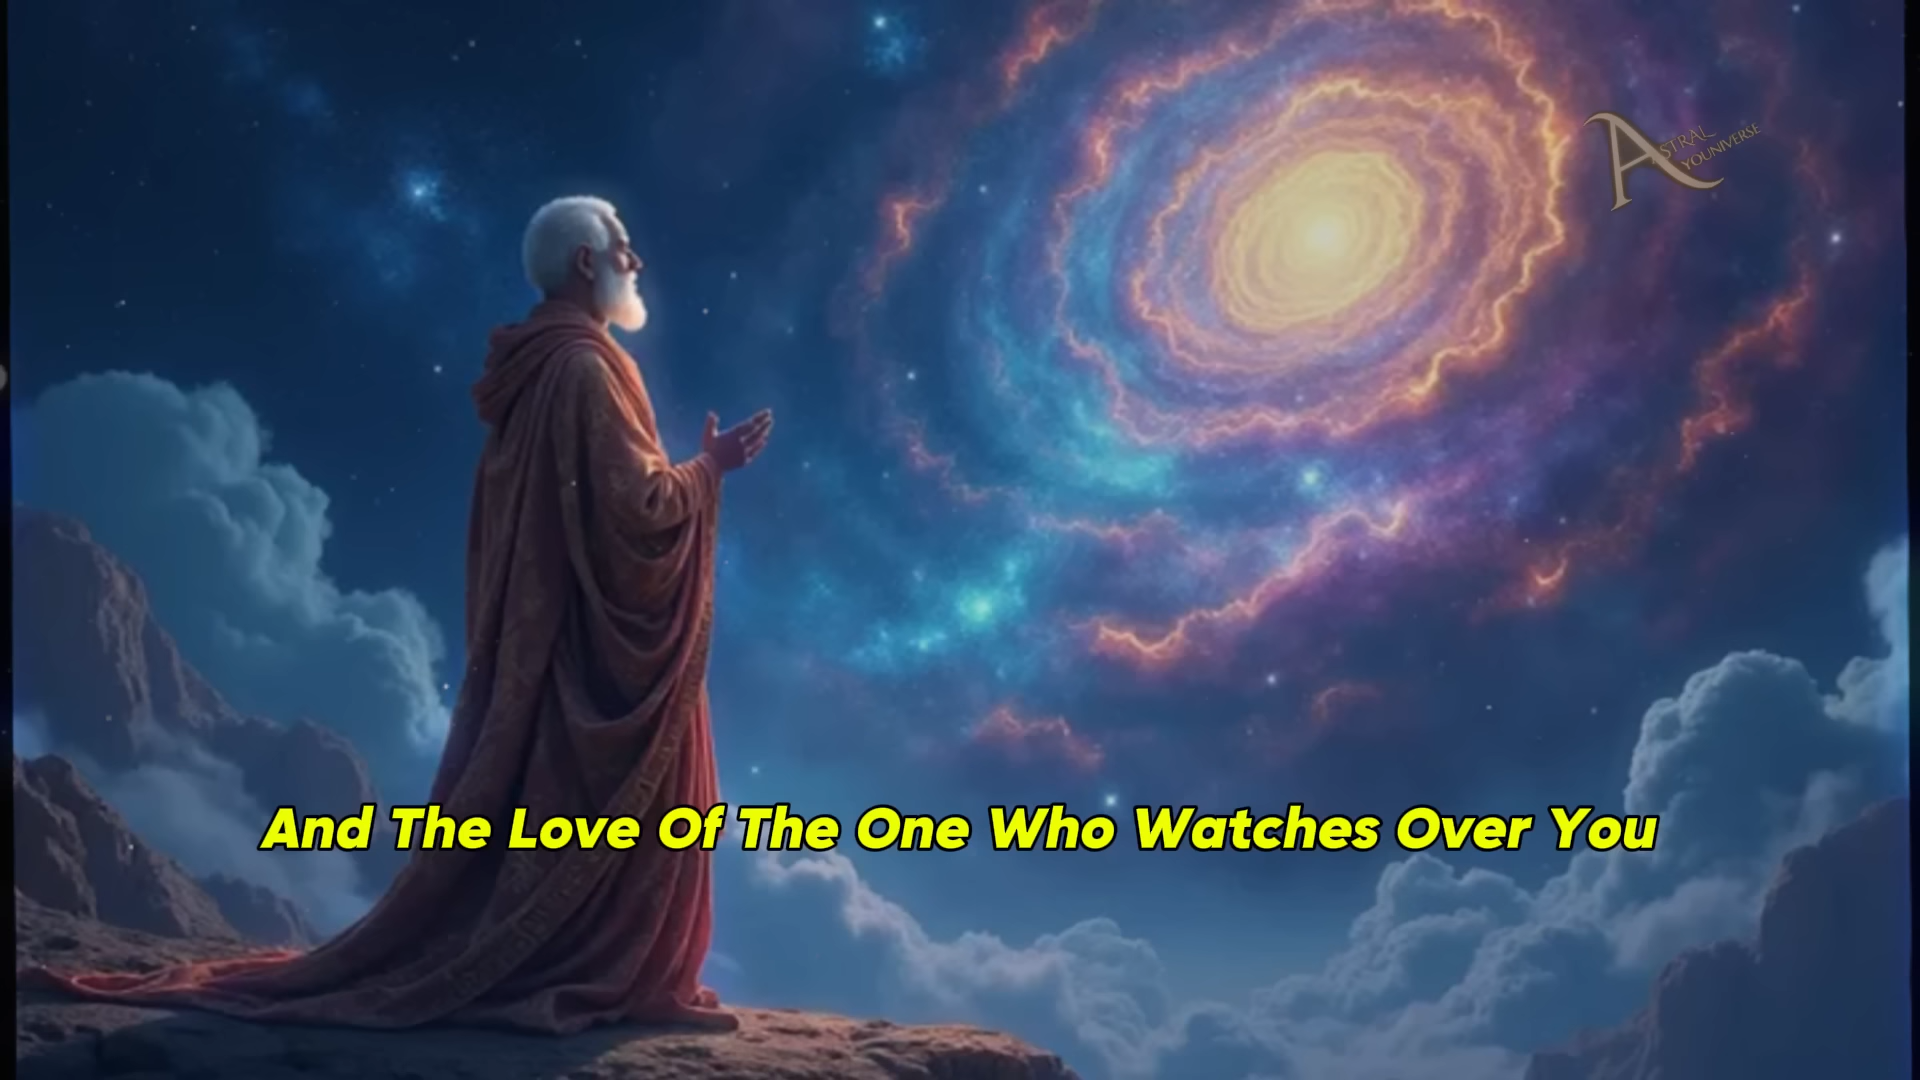 ASTRAL
YOUNIVERSE
And The Love Of The One Who Watches Over You